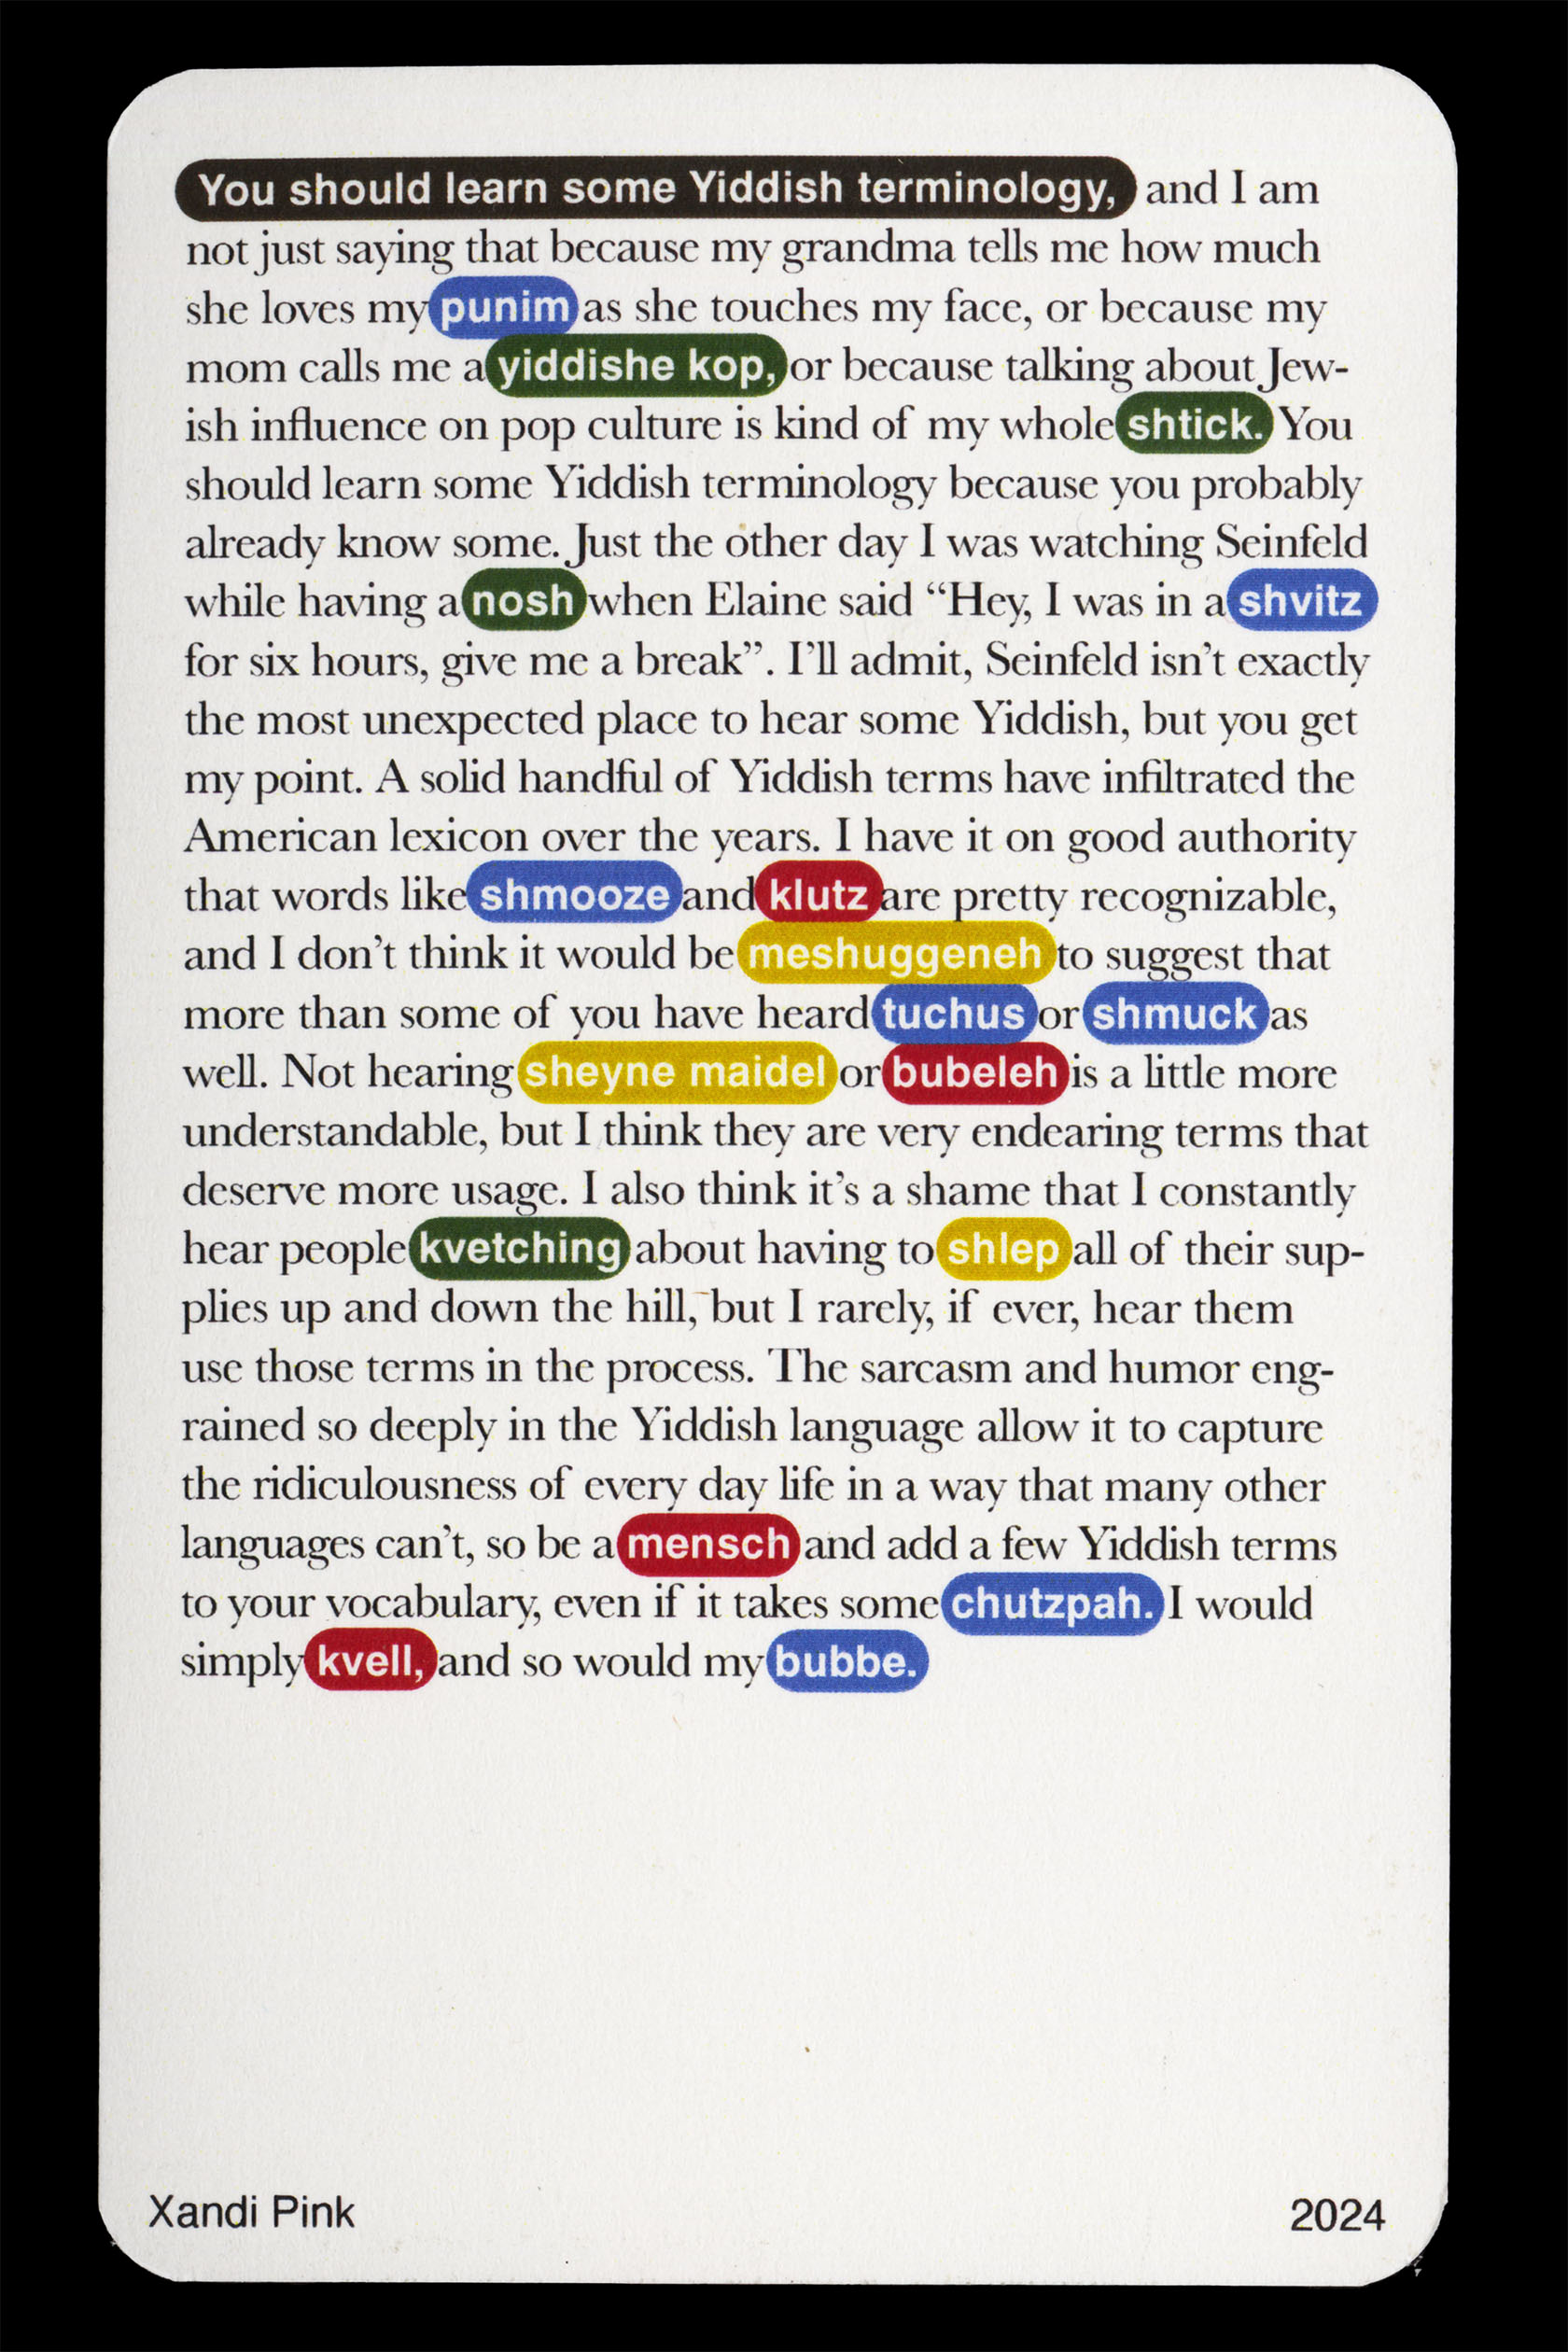 You should learn some Yiddish terminology, and I am
not just saying that because my grandma tells me how much
she loves my punim as she touches my face, or because my
mom calls me a yiddishe kop, or because talking about Jew-
ish influence on pop culture is kind of my whole shtick. You
should learn some Yiddish terminology because you probably
already know some. Just the other day I was watching Seinfeld
while having a nosh when Elaine said “Hey, I was in a shvitz
for six hours, give me a break”. I’ll admit, Seinfeld isn’t exactly
the most unexpected place to hear some Yiddish, but you get
my point. A solid handful of Yiddish terms have infiltrated the
American lexicon over the years. I have it on good authority
that words like shmooze and klutz are pretty recognizable,
and I don’t think it would be meshuggeneh to suggest that
more than some of you have heard tuchus or shmuck as
well. Not hearing sheyne maidel or bubeleh is a little more
understandable, but I think they are very endearing terms that
deserve more usage. I also think it’s a shame that I constantly
hear people kvetching about having to shlep all of their sup-
plies up and down the hill, but I rarely, if ever, hear them
use those terms in the process. The sarcasm and humor eng-
rained so deeply in the Yiddish language allow it to capture
the ridiculousness of every day life in a way that many other
languages can’t, so be a mensch and add a few Yiddish terms
to your vocabulary, even if it takes some chutzpah. I would
simply kvell, and so would my bubbe.
Xandi Pink
2024